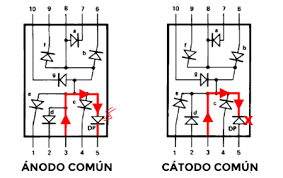 10 9 8 7 6
10 9 8 7 6
a
f
b
g
e
d
c
DP
a
f
b
g
e
d
c
DP
1 2 3 4 5
1 2 3 4 5
ÁNODO COMÚN
CÁTODO COMÚN